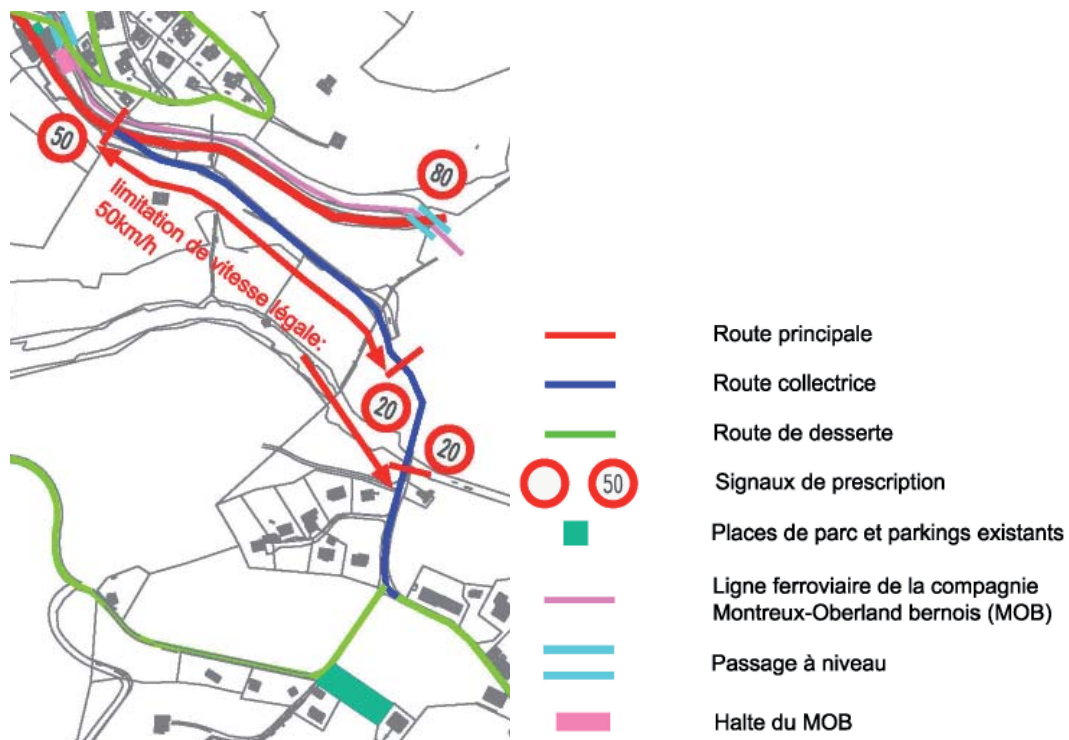 50
80
limitation de vitesse légale:
50km/h
20
20
Route principale
Route collectrice
Route de desserte
50
Signaux de prescription
Places de parc et parkings existants
Ligne ferroviaire de la compagnie
Montreux-Oberland bernois (MOB)
Passage à niveau
Halte du MOB